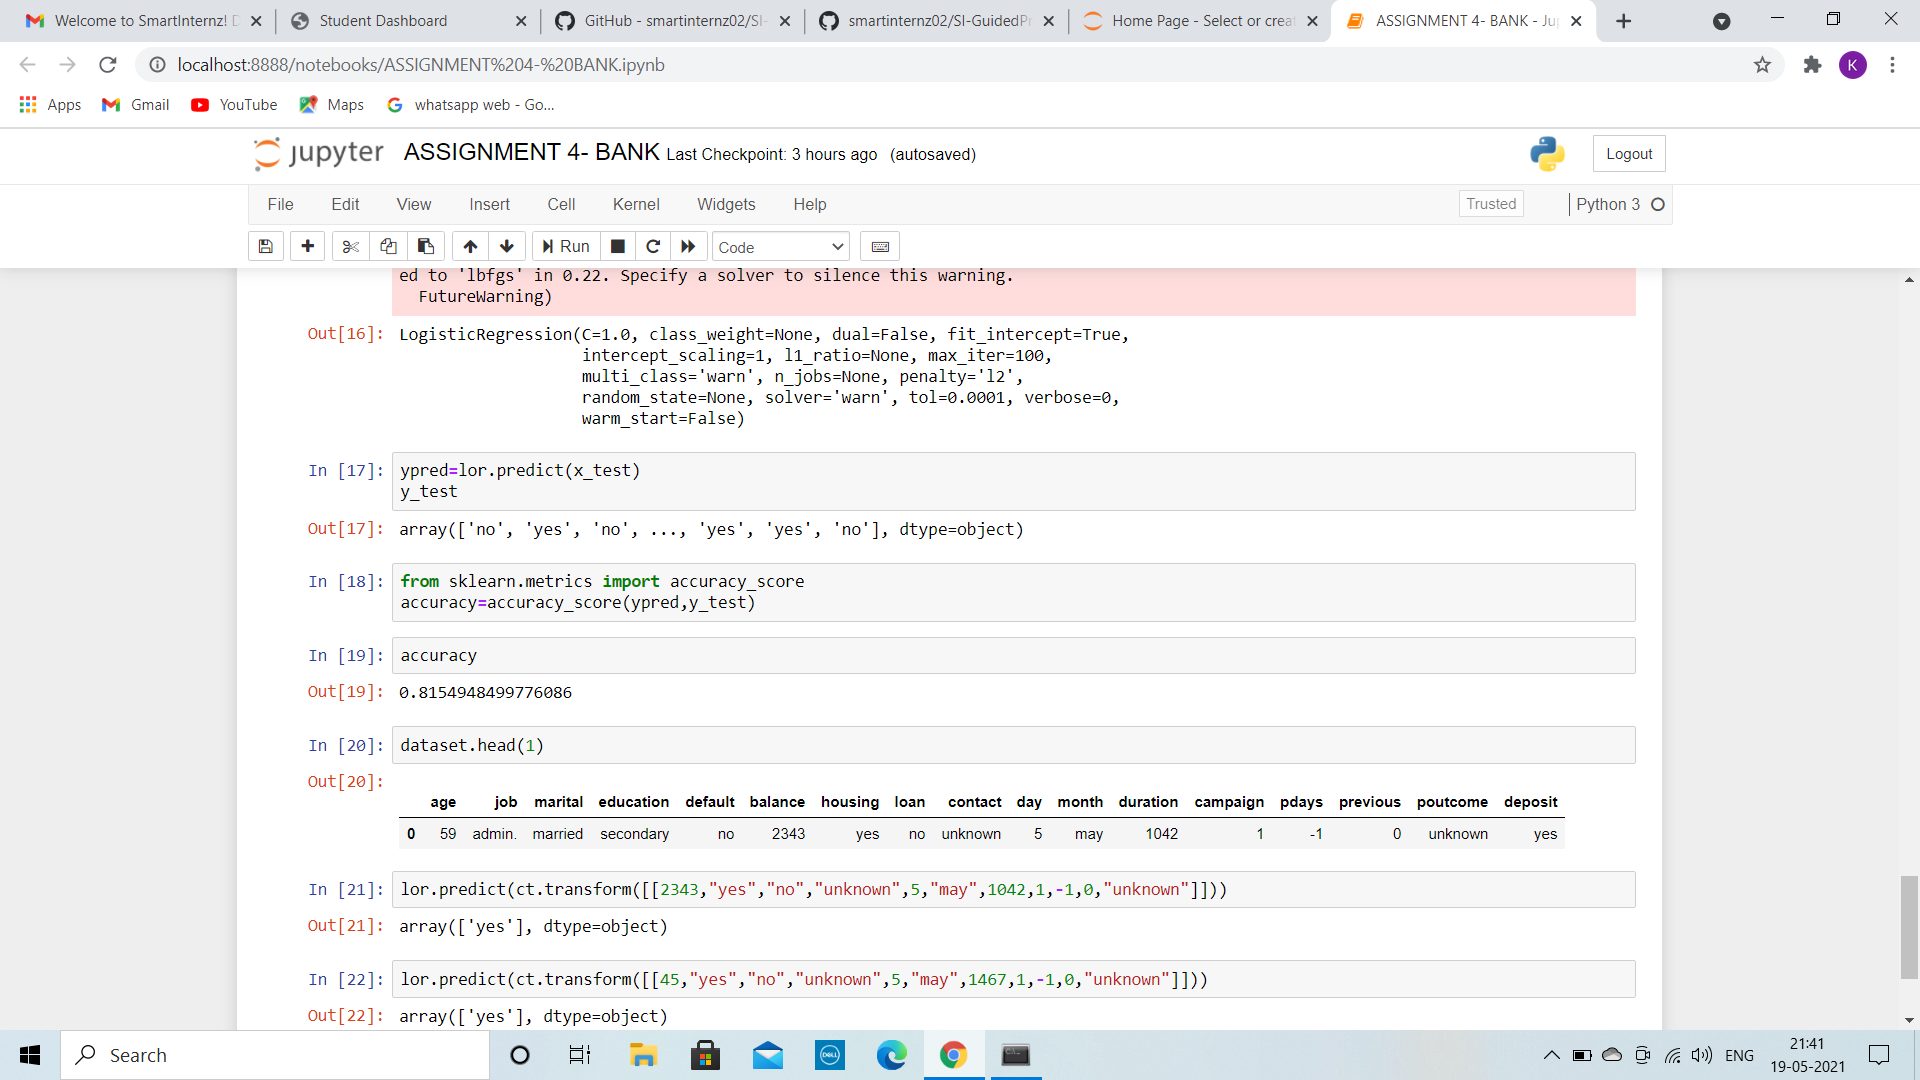 Welcome to SmartInternz!
Student Dashboard
GitHub - smartinternz02/SI-
smartinternz02/SI-GuidedPr
Home Page - Select or creat
ASSIGNMENT 4- BANK - Ju
localhost:8888/notebooks/ASSIGNMENT%204-%20BANK.ipynb
K
Apps
Gmail
YouTube
Maps
whatsapp web - Go...
jupyter
ASSIGNMENT 4- BANK Last Checkpoint: 3 hours ago (autosaved)
Logout
File Edit View Insert Cell Kernel Widgets Help
Trusted
Python 3
Run
Code
ed to 'lbfgs' in 0.22. Specify a solver to silence this warning.
FutureWarning)
Out[16]: LogisticRegression(C=1.0, class_weight=None, dual=False, fit_intercept=True,
intercept_scaling=1, l1_ratio=None, max_iter=100,
multi_class='warn', n_jobs=None, penalty='l2',
random_state=None, solver='warn', tol=0.0001, verbose=0,
warm_start=False)
In [17]: ypred=lor.predict(x_test)
y_test
Out[17]: array(['no', 'yes', 'no', ..., 'yes', 'yes', 'no'], dtype=object)
In [18]: from sklearn.metrics import accuracy_score
accuracy=accuracy_score(ypred,y_test)
In [19]: accuracy
Out[19]: 0.8154948499776086
In [20]: dataset.head(1)
Out[20]:
age job marital education default balance housing loan contact day month duration campaign pdays previous poutcome deposit
0 59 admin. married secondary no 2343 yes no unknown 5 may 1042 1 -1 0 unknown yes
In [21]: lor.predict(ct.transform([[2343,"yes","no","unknown",5,"may",1042,1,-1,0,"unknown"]]))
Out[21]: array(['yes'], dtype=object)
In [22]: lor.predict(ct.transform([[45,"yes","no","unknown",5,"may",1467,1,-1,0,"unknown"]]))
Out[22]: array(['yes'], dtype=object)
Search
DELL
ENG
21:41
19-05-2021